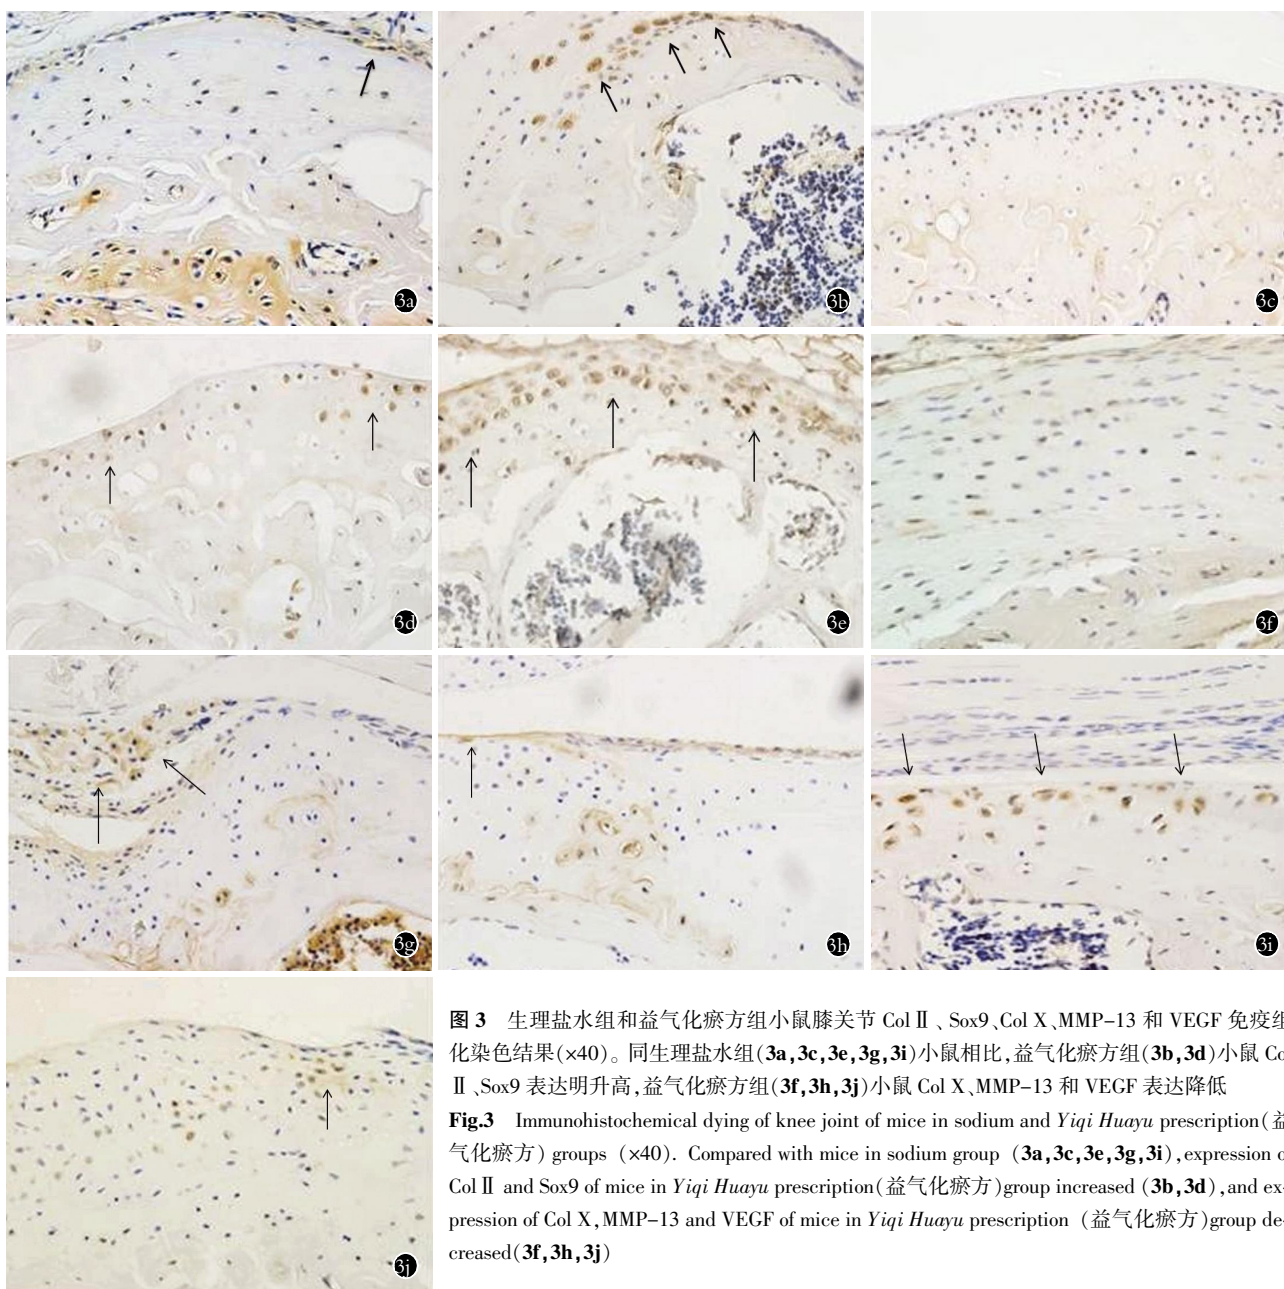 3a
3b
3c
3d
3e
3f
3g
3h
3i
3j
图 3 生理盐水组和益气化瘀方组小鼠膝关节 Col Ⅱ、Sox9、Col X、MMP-13 和 VEGF 免疫组
化染色结果(×40)。同生理盐水组(3a,3c,3e,3g,3i)小鼠相比,益气化瘀方组(3b,3d)小鼠 Co
Ⅱ、Sox9 表达明升高,益气化瘀方组(3f,3h,3j)小鼠 Col X、MMP-13 和 VEGF 表达降低
Fig.3 Immunohistochemical dying of knee joint of mice in sodium and Yiqi Huayu prescription(益
气化瘀方) groups (×40). Compared with mice in sodium group (3a,3c,3e,3g,3i),expression o
Col Ⅱ and Sox9 of mice in Yiqi Huayu prescription(益气化瘀方)group increased (3b,3d),and ex-
pression of Col X,MMP-13 and VEGF of mice in Yiqi Huayu prescription (益气化瘀方)group de-
creased(3f,3h,3j)